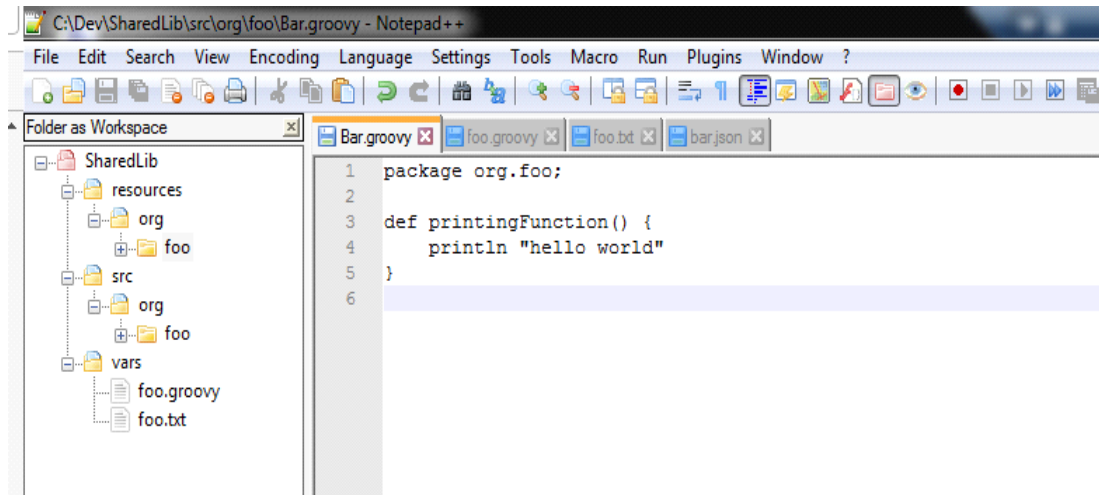 C:\Dev\SharedLib\src\org\foo\Bar.groovy - Notepad++
File Edit Search View Encoding Language Settings Tools Macro Run Plugins Window ?
Folder as Workspace
Bar.groovy foo.groovy foo.txt bar.json
SharedLib
resources
org
foo
src
org
foo
vars
foo.groovy
foo.txt
1 package org.foo;
2
3 def printingFunction() {
4 println "hello world"
5 }
6